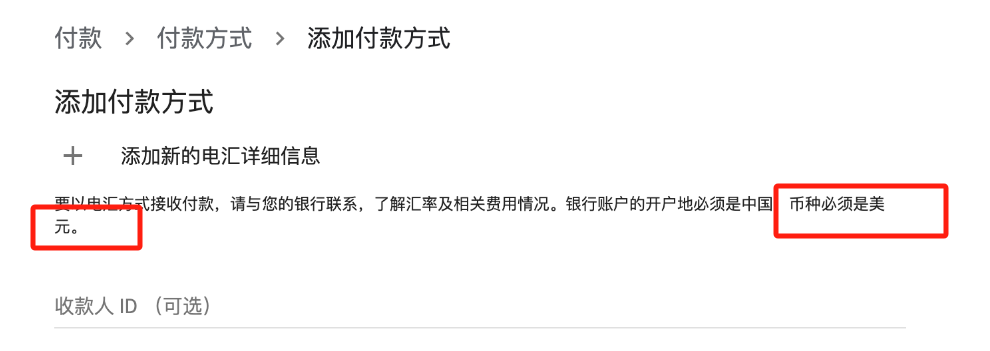 付款 > 付款方式 > 添加付款方式
添加付款方式
+ 添加新的电汇详细信息
要以电汇方式接收付款，请与您的银行联系，了解汇率及相关费用情况。银行账户的开户地必须是中国，币种必须是美
元。
收款人 ID （可选）